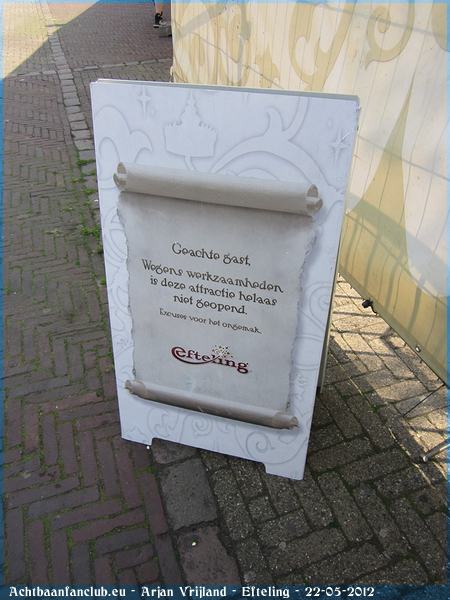 Geachte gast,
Wegens werkzaamheden
is deze attractie helaas
niet geopend.
Excuses voor het ongemak.
Efteling
Achtbaanfanclub.eu - Arjan Vrijland - Efteling - 22-05-2012